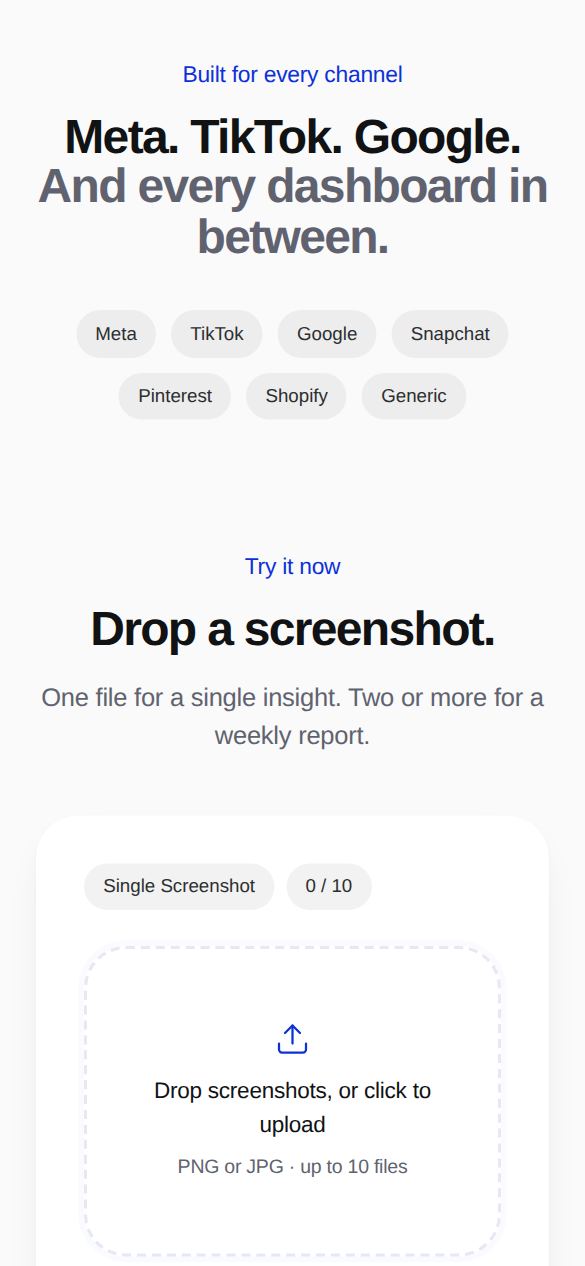 Built for every channel
Meta. TikTok. Google.
And every dashboard in
between.
Meta TikTok Google Snapchat
Pinterest Shopify Generic
Try it now
Drop a screenshot.
One file for a single insight. Two or more for a
weekly report.
Single Screenshot 0 / 10
Drop screenshots, or click to
upload
PNG or JPG · up to 10 files